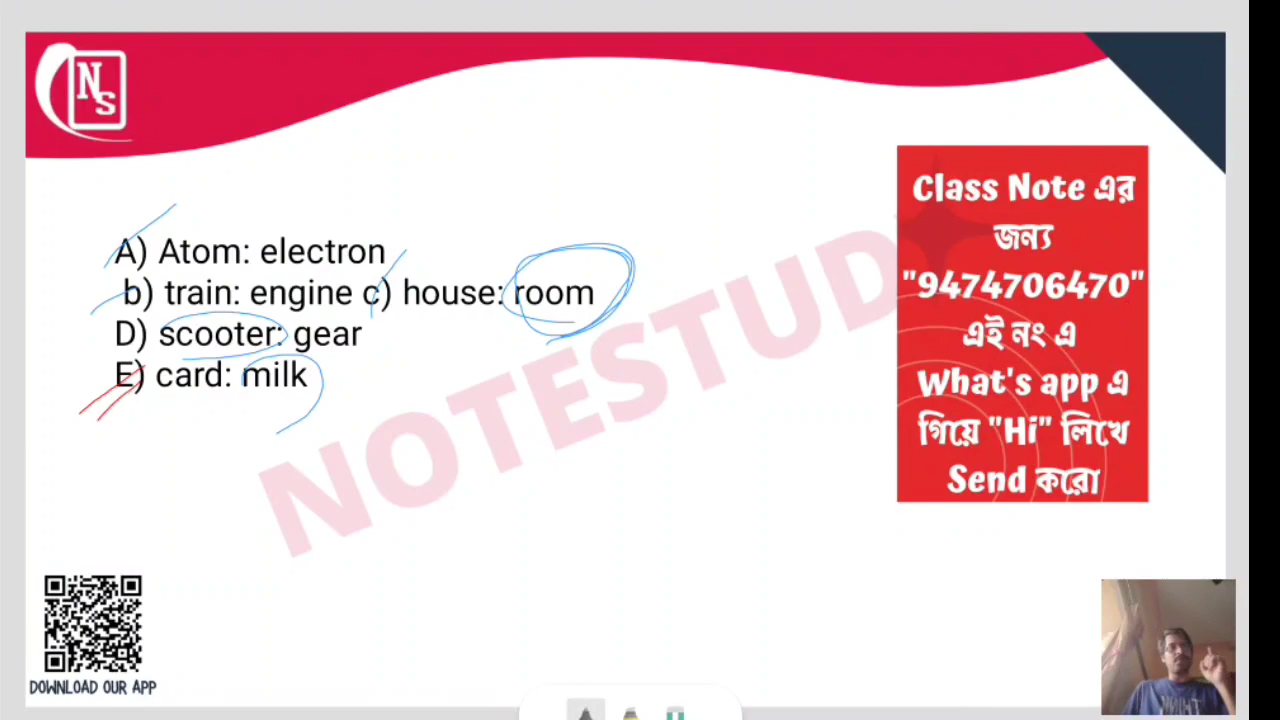 NS
A) Atom: electron
b) train: engine c) house: room
D) scooter: gear
E) card: milk
NOTESTUD
Class Note এর
জন্য
"9474706470"
এই নং এ
What's app এ
গিয়ে "Hi" লিখে
Send করো
DOWNLOAD OUR APP